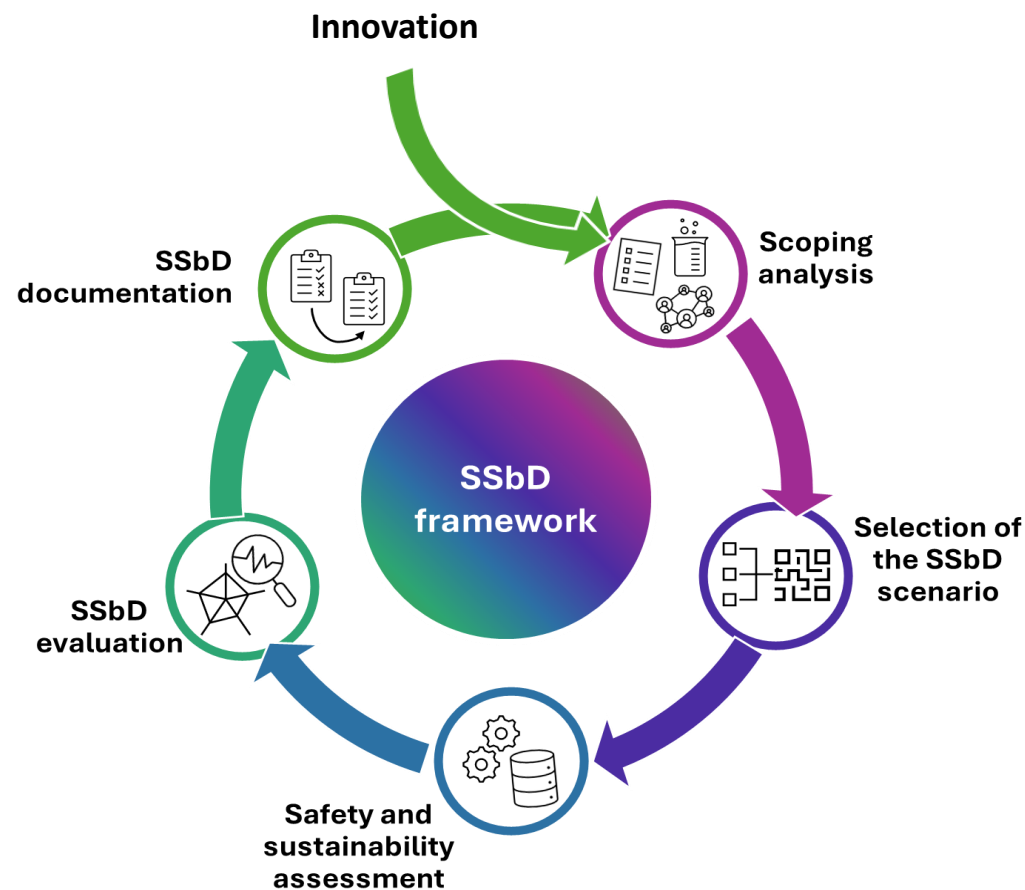 Innovation
Scoping
analysis
Selection of
the SSbD
scenario
Safety and
sustainability
assessment
SSbD
evaluation
SSbD
documentation
SSbD
framework